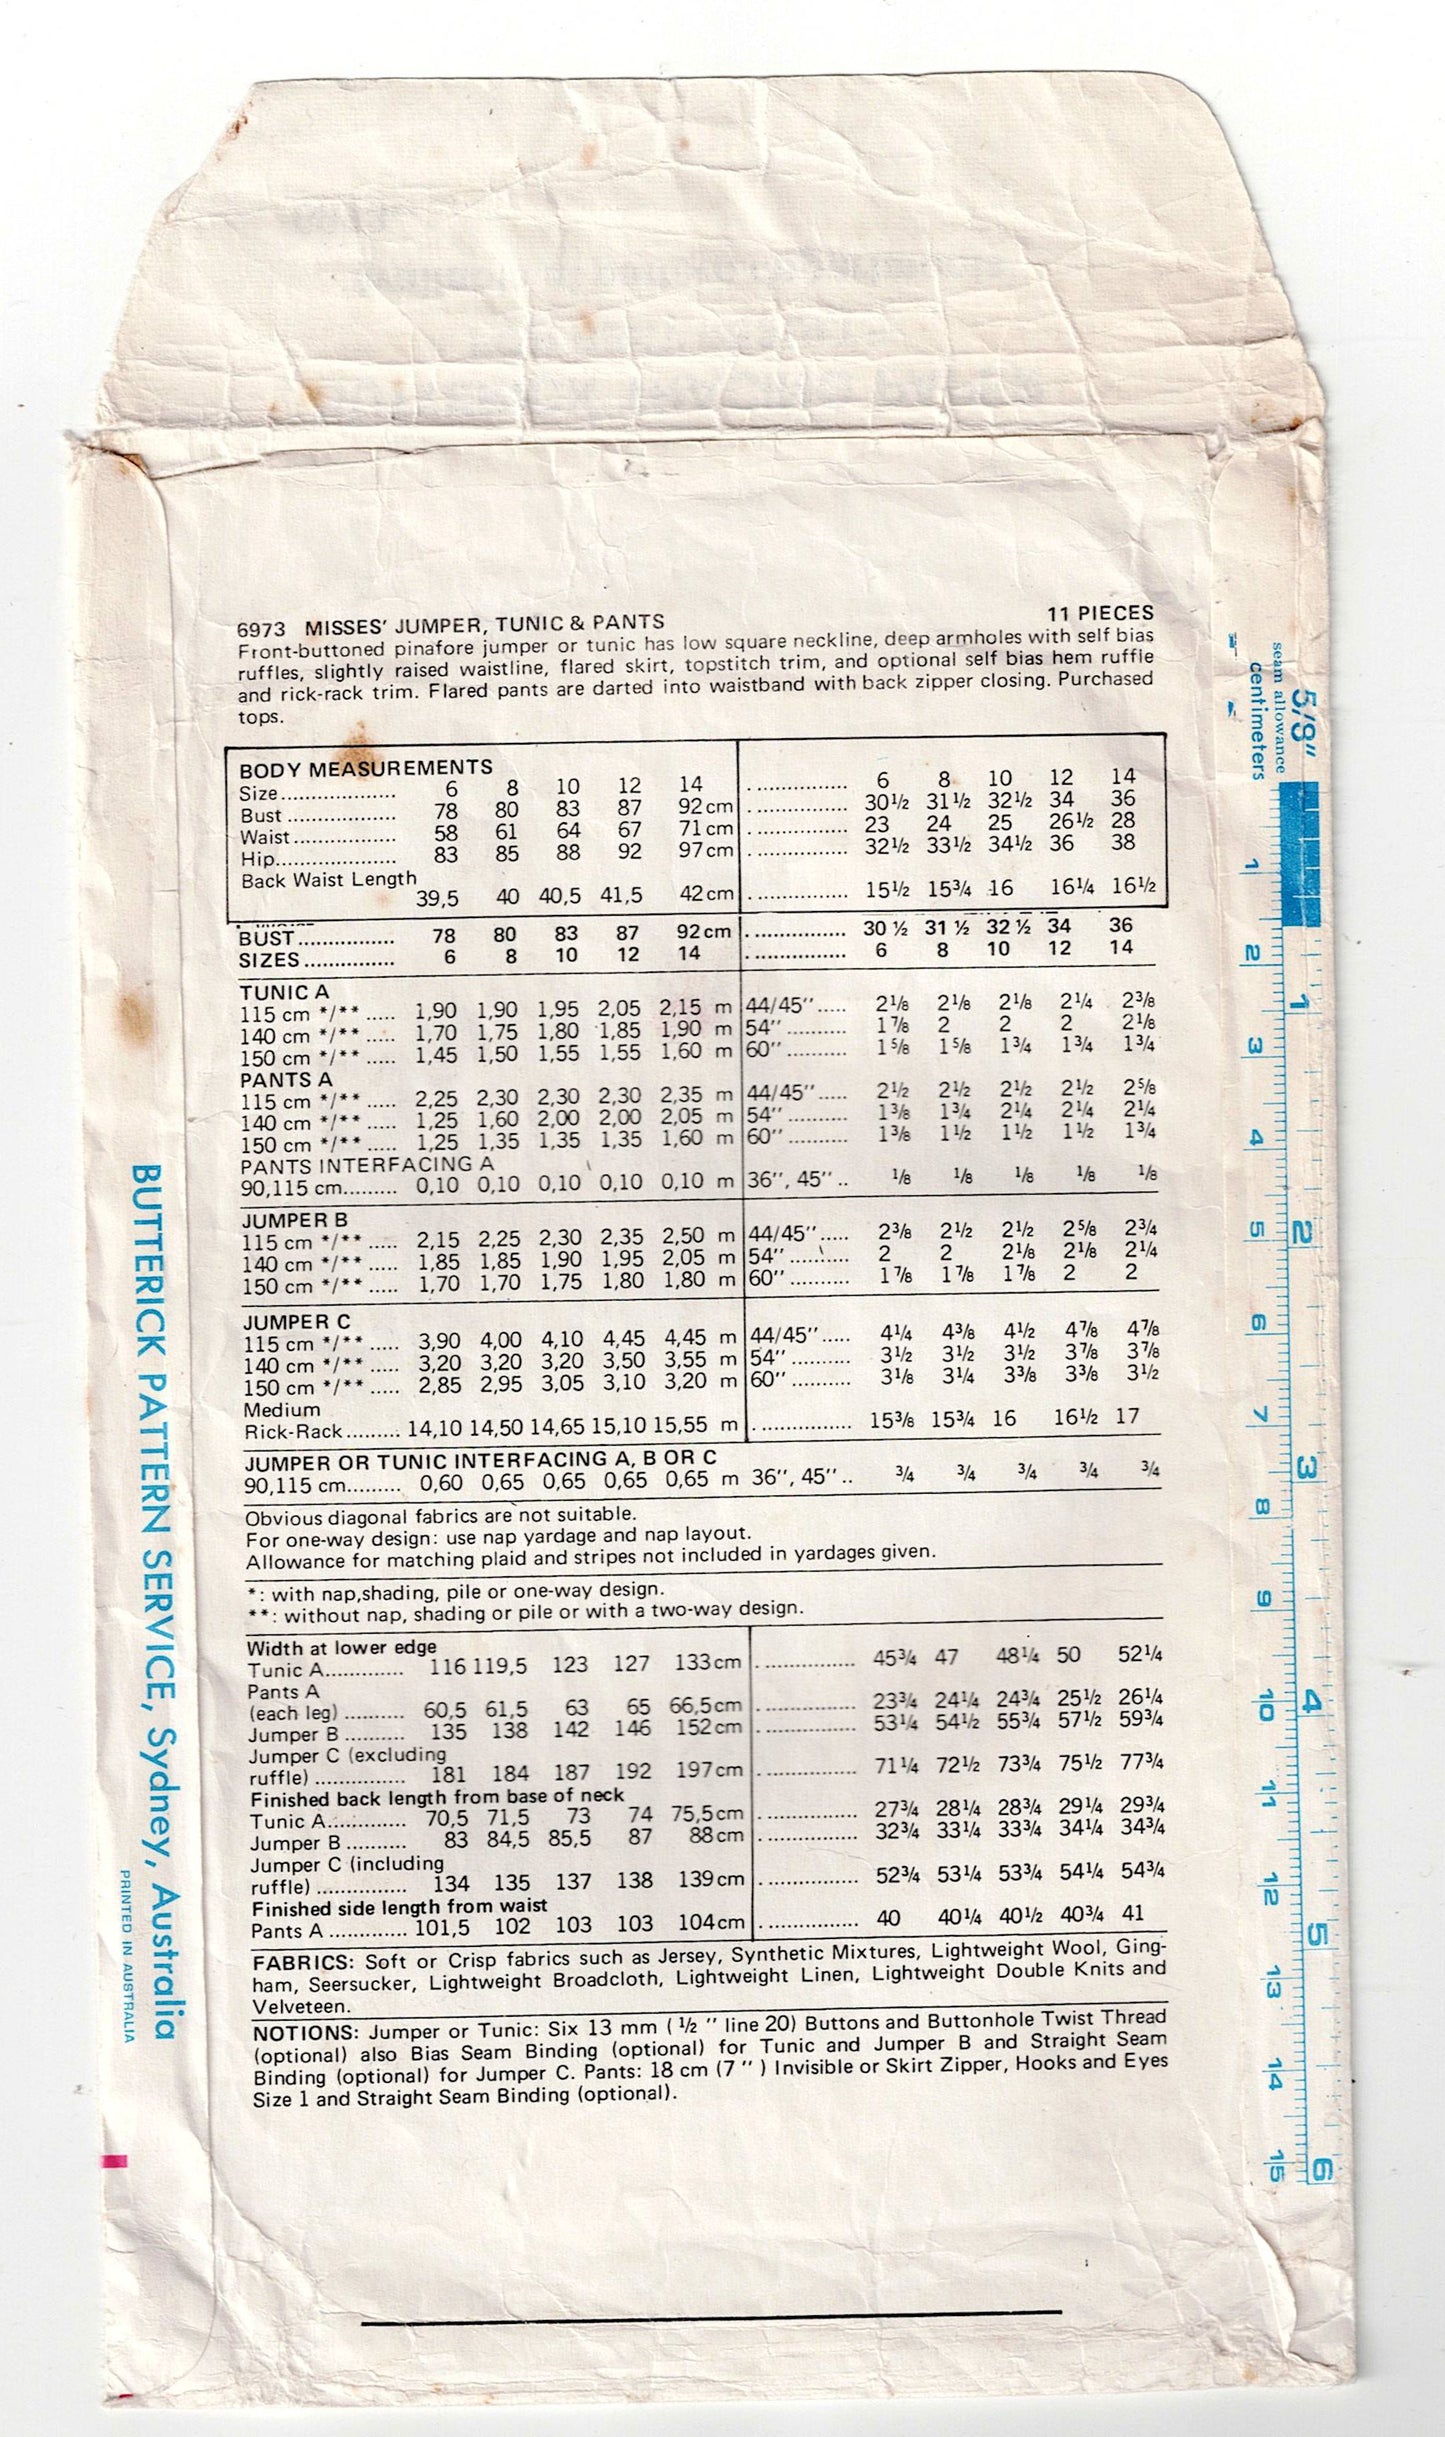 6973 MISSES' JUMPER, TUNIC & PANTS 11 PIECES
Front-buttoned pinafore jumper or tunic has low square neckline, deep armholes with self bias
ruffles, slightly raised waistline, flared skirt, topstitch trim, and optional self bias hem ruffle
and rick-rack trim. Flared pants are darted into waistband with back zipper closing. Purchased
tops.
BODY MEASUREMENTS
Size.................... 6 8 10 12 14 ................ 6 8 10 12 14
Bust ................... 78 80 83 87 92 cm ................ 30½ 31½ 32½ 34 36
Waist................... 58 61 64 67 71 cm ................ 23 24 25 26½ 28
Hip..................... 83 85 88 92 97 cm ................ 32½ 33½ 34½ 36 38
Back Waist Length
39,5 40 40,5 41,5 42 cm ................ 15½ 15¾ 16 16¼ 16½
BUST................ 78 80 83 87 92 cm ................ 30 ½ 31 ½ 32 ½ 34 36
SIZES............... 6 8 10 12 14 ................ 6 8 10 12 14
TUNIC A
115 cm */** ..... 1,90 1,90 1,95 2,05 2,15 m 44/45''..... 2⅛ 2⅛ 2⅛ 2¼ 2⅜
140 cm */** ..... 1,70 1,75 1,80 1,85 1,90 m 54'' .......... 1⅞ 2 2 2 2⅛
150 cm */** ..... 1,45 1,50 1,55 1,55 1,60 m 60'' .......... 1⅝ 1⅝ 1¾ 1¾ 1¾
PANTS A
115 cm */** ..... 2,25 2,30 2,30 2,30 2,35 m 44/45''..... 2½ 2½ 2½ 2½ 2⅝
140 cm */** ..... 1,25 1,60 2,00 2,00 2,05 m 54'' .......... 1⅜ 1¾ 2¼ 2¼ 2¼
150 cm */** ..... 1,25 1,35 1,35 1,35 1,60 m 60'' .......... 1⅜ 1½ 1½ 1½ 1¾
PANTS INTERFACING A
90,115 cm......... 0,10 0,10 0,10 0,10 0,10 m 36'', 45'' .. ⅛ ⅛ ⅛ ⅛ ⅛
JUMPER B
115 cm */** ..... 2,15 2,25 2,30 2,35 2,50 m 44/45''..... 2⅜ 2½ 2½ 2⅝ 2¾
140 cm */** ..... 1,85 1,85 1,90 1,95 2,05 m 54'' .......... 2 2 2⅛ 2⅛ 2¼
150 cm */** ..... 1,70 1,70 1,75 1,80 1,80 m 60'' .......... 1⅞ 1⅞ 1⅞ 2 2
JUMPER C
115 cm */** ..... 3,90 4,00 4,10 4,45 4,45 m 44/45''..... 4¼ 4⅜ 4½ 4⅞ 4⅞
140 cm */** ..... 3,20 3,20 3,20 3,50 3,55 m 54'' .......... 3½ 3½ 3½ 3⅞ 3⅞
150 cm */** ..... 2,85 2,95 3,05 3,10 3,20 m 60'' .......... 3⅛ 3¼ 3⅜ 3⅜ 3½
Medium
Rick-Rack......... 14,10 14,50 14,65 15,10 15,55 m ................ 15⅜ 15¾ 16 16½ 17
JUMPER OR TUNIC INTERFACING A, B OR C
90,115 cm......... 0,60 0,65 0,65 0,65 0,65 m 36'', 45'' .. ¾ ¾ ¾ ¾ ¾
Obvious diagonal fabrics are not suitable.
For one-way design: use nap yardage and nap layout.
Allowance for matching plaid and stripes not included in yardages given.
*: with nap,shading, pile or one-way design.
**: without nap, shading or pile or with a two-way design.
Width at lower edge
Tunic A............. 116 119,5 123 127 133 cm ................ 45¾ 47 48¼ 50 52¼
Pants A
(each leg) .......... 60,5 61,5 63 65 66,5 cm ................ 23¾ 24¼ 24¾ 25½ 26¼
Jumper B .......... 135 138 142 146 152 cm ................ 53¼ 54½ 55¾ 57½ 59¾
Jumper C (excluding
ruffle) ............... 181 184 187 192 197 cm ................ 71¼ 72½ 73¾ 75½ 77¾
Finished back length from base of neck
Tunic A............. 70,5 71,5 73 74 75,5 cm ................ 27¾ 28¼ 28¾ 29¼ 29¾
Jumper B .......... 83 84,5 85,5 87 88 cm ................ 32¾ 33¼ 33¾ 34¼ 34¾
Jumper C (including
ruffle) ............... 134 135 137 138 139 cm ................ 52¾ 53¼ 53¾ 54¼ 54¾
Finished side length from waist
Pants A ............. 101,5 102 103 103 104 cm ................ 40 40¼ 40½ 40¾ 41
FABRICS: Soft or Crisp fabrics such as Jersey, Synthetic Mixtures, Lightweight Wool, Ging-
ham, Seersucker, Lightweight Broadcloth, Lightweight Linen, Lightweight Double Knits and
Velveteen.
NOTIONS: Jumper or Tunic: Six 13 mm ( ½ '' line 20) Buttons and Buttonhole Twist Thread
(optional) also Bias Seam Binding (optional) for Tunic and Jumper B and Straight Seam
Binding (optional) for Jumper C. Pants: 18 cm (7 '' ) Invisible or Skirt Zipper, Hooks and Eyes
Size 1 and Straight Seam Binding (optional).
BUTTERICK PATTERN SERVICE, Sydney, Australia
PRINTED IN AUSTRALIA
5/8''
seam allowance
centimeters
1 2 3 4 5 6 7 8 9 10 11 12 13 14 15
1 2 3 4 5 6